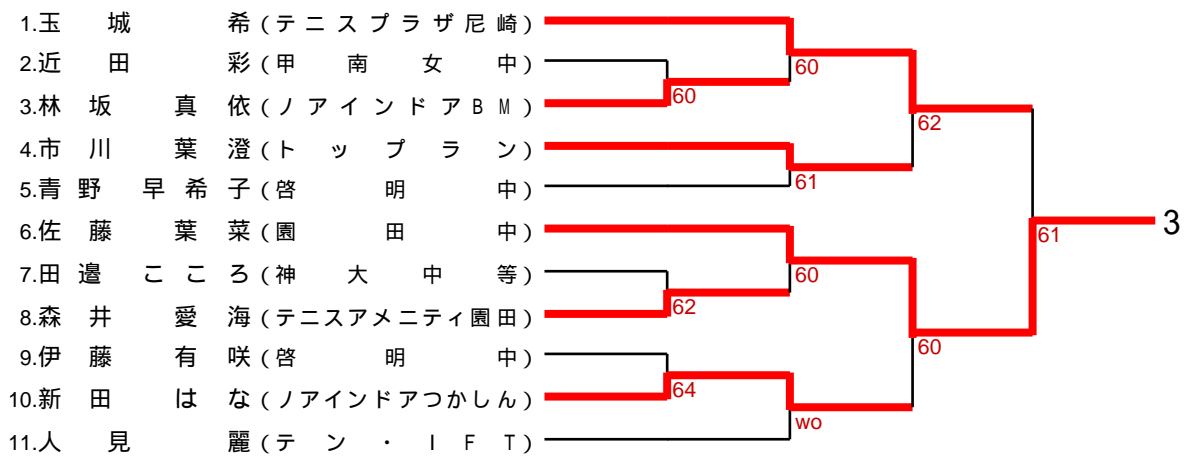 1.玉城 希(テニスプラザ尼崎)
2.近田 彩(甲南女中)
60
3.林坂 真依(ノアインドアBM)
60
62
4.市川 葉澄(トップラン)
5.青野 早希子(啓明中)
61
6.佐藤 葉菜(園田中)
61
3
7.田邉 こころ(神大中等)
60
8.森井 愛海(テニスアメニティ園田)
62
9.伊藤 有咲(啓明中)
60
10.新田 はな(ノアインドアつかしん)
64
wo
11.人見 麗(テン・IFT)